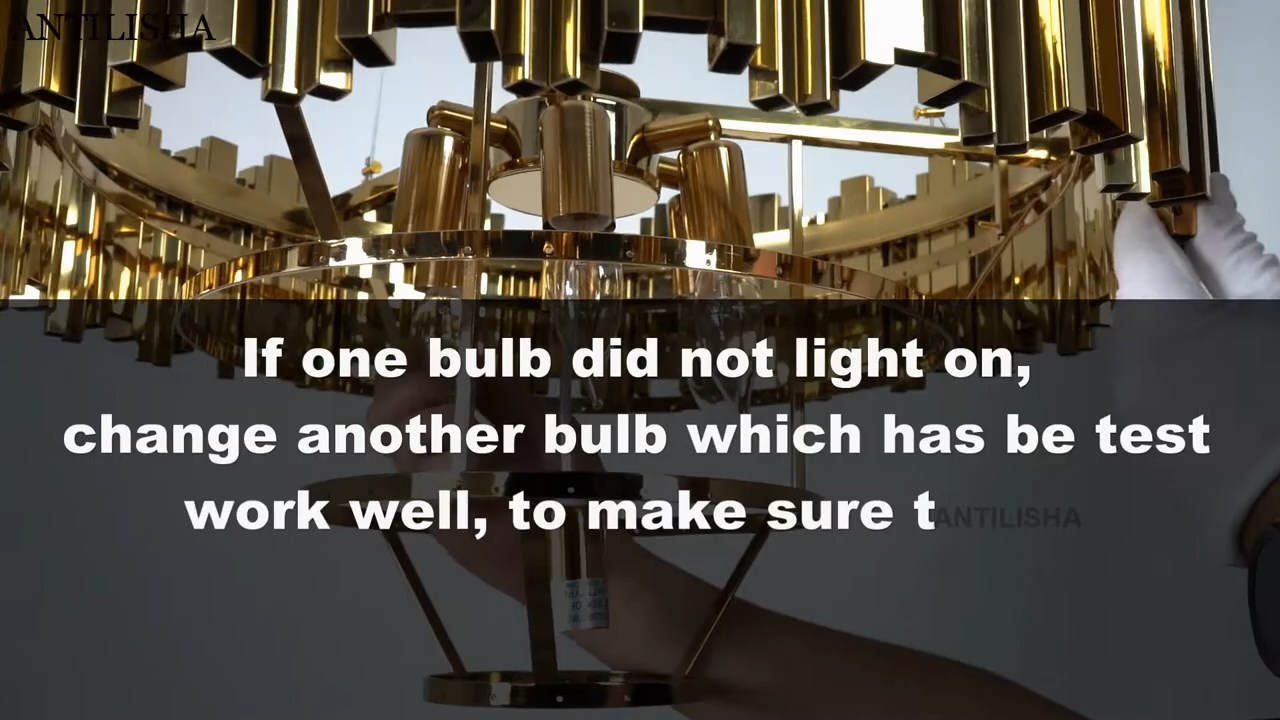 ANTILISHA
If one bulb did not light on,
change another bulb which has be test
work well, to make sure t
ANTILISHA